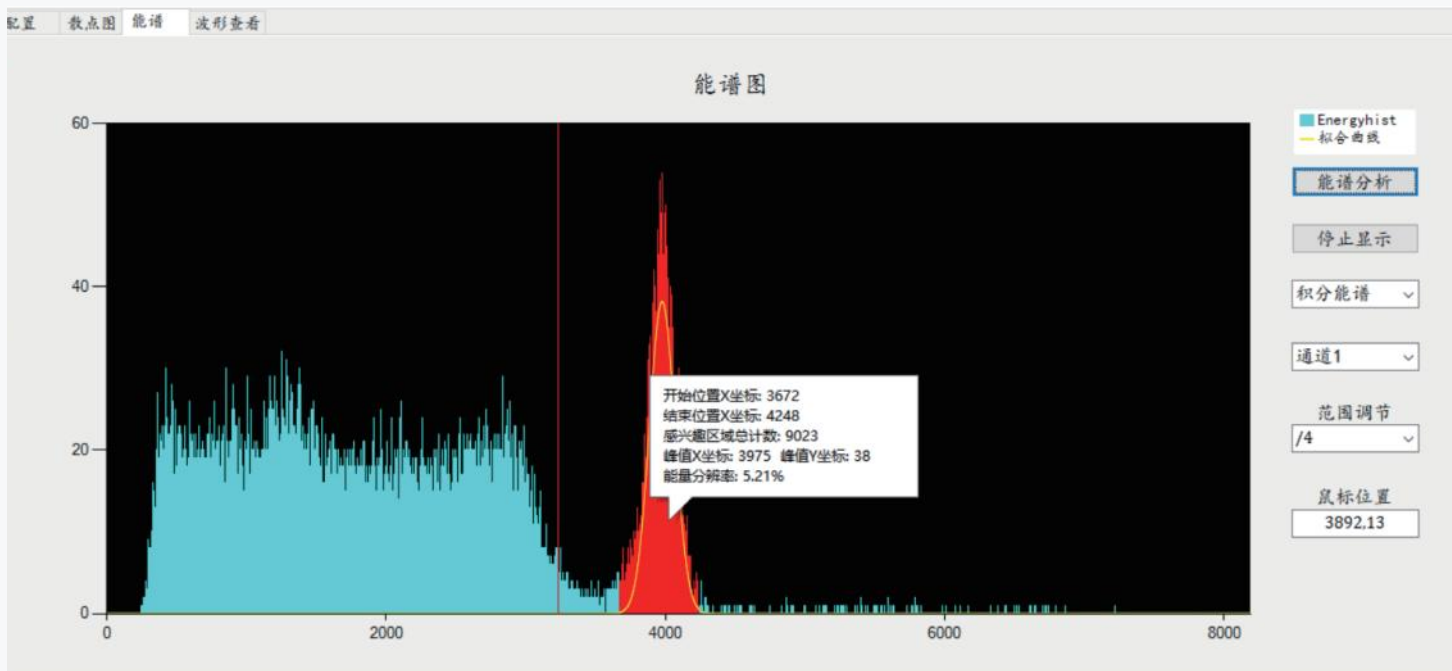 配置 散点图 能谱 波形查看
能谱图
60
40
20
0
0 2000 4000 6000 8000
开始位置X坐标: 3672
结束位置X坐标: 4248
感兴趣区域总计数: 9023
峰值X坐标: 3975 峰值Y坐标: 38
能量分辨率: 5.21%
Energyhist
拟合曲线
能谱分析
停止显示
积分能谱
通道1
范围调节
/4
鼠标位置
3892,13